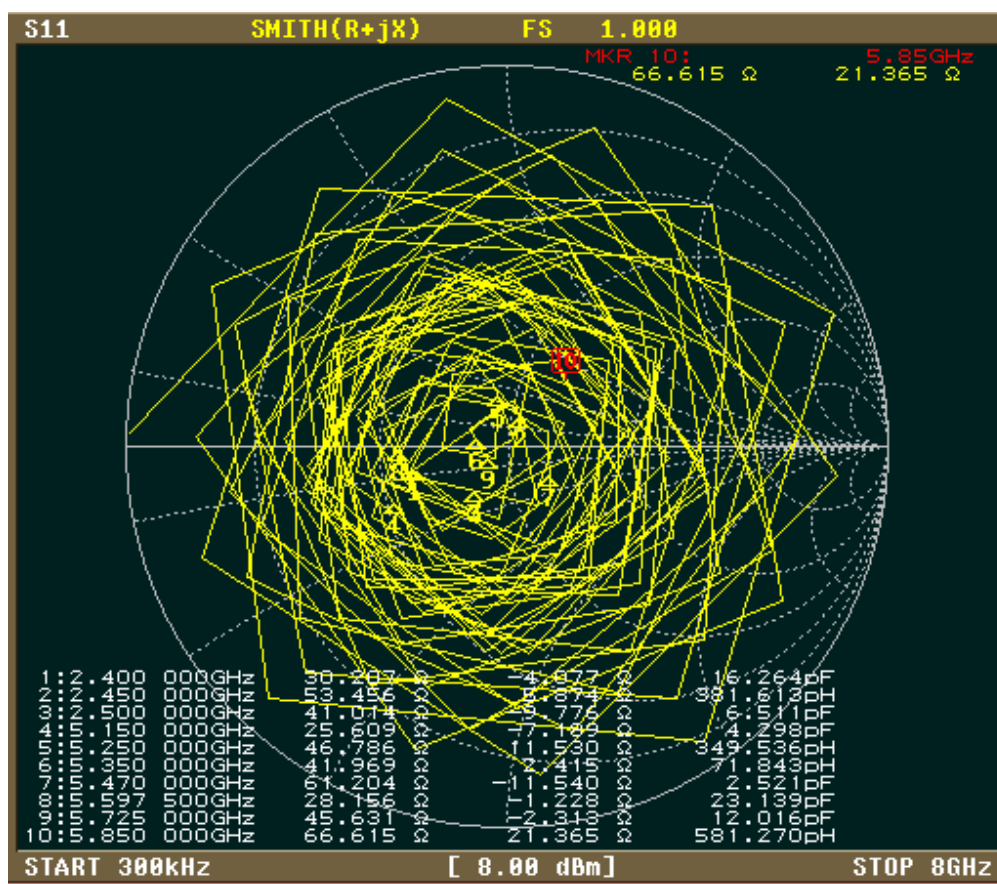 S11 SMITH(R+jX) FS 1.000
MKR 10: 5.85GHz
66.615 Ω 21.365 Ω
10
9
1:2.400 000GHz 30.207 Ω -4.077 Ω 16.264pF
2:2.450 000GHz 53.456 Ω 5.874 Ω 381.613pH
3:2.500 000GHz 41.014 Ω Ω 6.511pF
4:5.150 000GHz 25.609 Ω -7.189 Ω 4.298pF
5:5.250 000GHz 46.786 Ω 11.530 Ω 349.536pH
6:5.350 000GHz 41.969 Ω 2.415 Ω 71.843pH
7:5.470 000GHz 61.204 Ω -11.540 Ω 2.521pF
8:5.597 500GHz 28.156 Ω -1.228 Ω 23.139pF
9:5.725 000GHz 45.631 Ω -2.313 Ω 12.016pF
10:5.850 000GHz 66.615 Ω 21.365 Ω 581.270pH
START 300kHz [ 8.00 dBm] STOP 8GHz